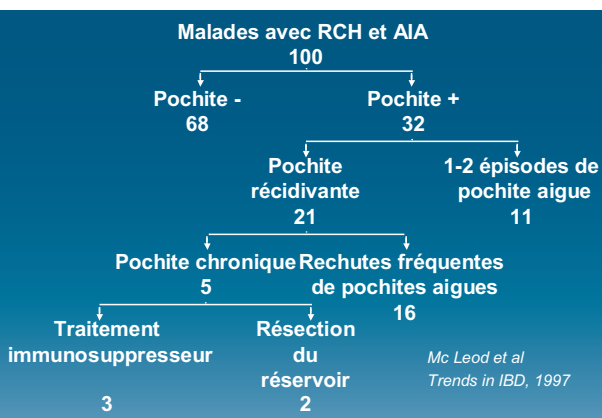 Malades avec RCH et AIA
100
Pochite -
68
Pochite +
32
Pochite
récidivante
21
1-2 épisodes de
pochite aigue
11
Pochite chronique
5
Rechutes fréquentes
de pochites aigues
16
Traitement
immunosuppresseur
3
Résection
du
réservoir
2
Mc Leod et al
Trends in IBD, 1997